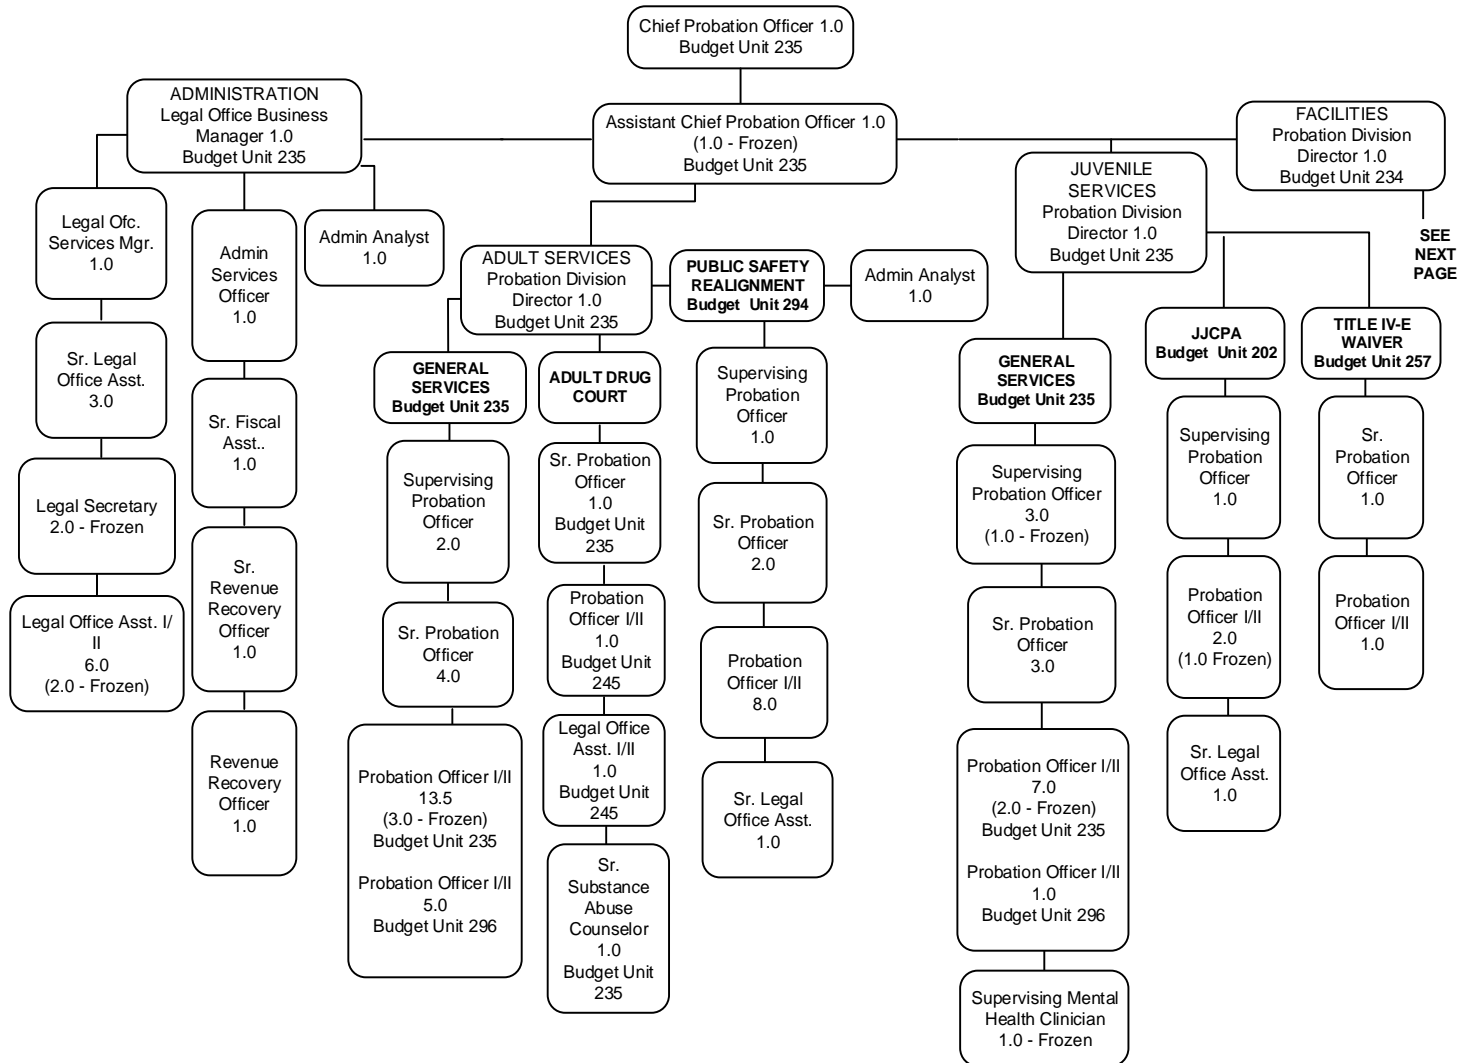 Chief Probation Officer 1.0
Budget Unit 235
ADMINISTRATION
Legal Office Business
Manager 1.0
Budget Unit 235
Assistant Chief Probation Officer 1.0
(1.0 - Frozen)
Budget Unit 235
FACILITIES
Probation Division
Director 1.0
Budget Unit 234
SEE
NEXT
PAGE
JUVENILE
SERVICES
Probation Division
Director 1.0
Budget Unit 235
Legal Ofc.
Services Mgr.
1.0
Sr. Legal
Office Asst.
3.0
Legal Secretary
2.0 - Frozen
Legal Office Asst. I/
II
6.0
(2.0 - Frozen)
Admin
Services
Officer
1.0
Sr. Fiscal
Asst..
1.0
Sr.
Revenue
Recovery
Officer
1.0
Revenue
Recovery
Officer
1.0
Admin Analyst
1.0
ADULT SERVICES
Probation Division
Director 1.0
Budget Unit 235
PUBLIC SAFETY
REALIGNMENT
Budget Unit 294
Admin Analyst
1.0
GENERAL
SERVICES
Budget Unit 235
Supervising
Probation
Officer
2.0
Sr. Probation
Officer
4.0
Probation Officer I/II
13.5
(3.0 - Frozen)
Budget Unit 235
Probation Officer I/II
5.0
Budget Unit 296
ADULT DRUG
COURT
Sr. Probation
Officer
1.0
Budget Unit
235
Probation
Officer I/II
1.0
Budget Unit
245
Legal Office
Asst. I/II
1.0
Budget Unit
245
Sr.
Substance
Abuse
Counselor
1.0
Budget Unit
235
Supervising
Probation
Officer
1.0
Sr. Probation
Officer
2.0
Probation
Officer I/II
8.0
Sr. Legal
Office Asst.
1.0
GENERAL
SERVICES
Budget Unit 235
Supervising
Probation Officer
3.0
(1.0 - Frozen)
Sr. Probation
Officer
3.0
Probation Officer I/II
7.0
(2.0 - Frozen)
Budget Unit 235
Probation Officer I/II
1.0
Budget Unit 296
Supervising Mental
Health Clinician
1.0 - Frozen
JJCPA
Budget Unit 202
Supervising
Probation
Officer
1.0
Probation
Officer I/II
2.0
(1.0 Frozen)
Sr. Legal
Office Asst.
1.0
TITLE IV-E
WAIVER
Budget Unit 257
Sr.
Probation
Officer
1.0
Probation
Officer I/II
1.0